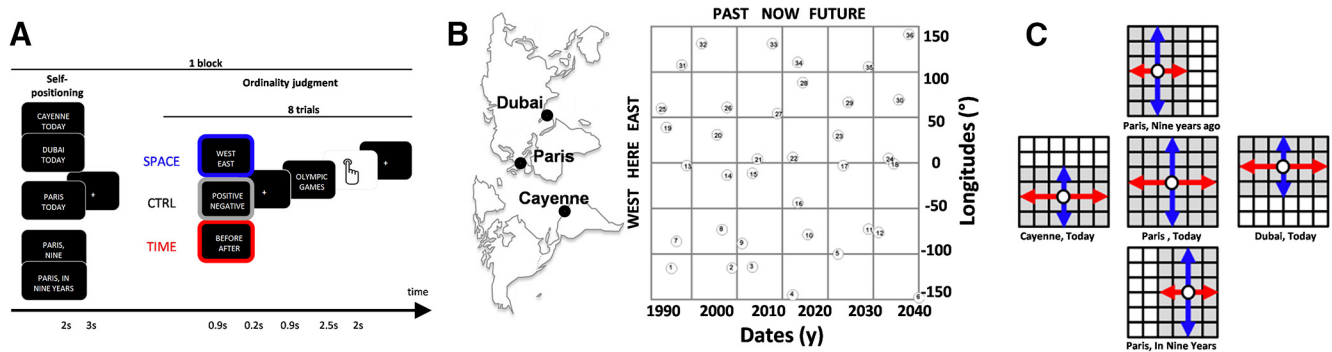 A
1 block
Self-
positioning
Ordinality judgment
8 trials
CAYENNE
TODAY
DUBAI
TODAY
PARIS
TODAY
+
PARIS,
NINE
PARIS, IN
NINE YEARS
SPACE
WEST
EAST
CTRL
POSITIVE
NEGATIVE
TIME
BEFORE
AFTER
+
OLYMPIC
GAMES
+
time
2s 3s 0.9s 0.2s 0.9s 2.5s 2s
B
Dubai
Paris
Cayenne
PAST NOW FUTURE
WEST HERE EAST
36
32
33
31
34
35
28
25
26
27
29
30
19
20
23
13
14
21
15
22
17
24
18
16
7
8
9
10
11
12
1
2
3
5
4
6
150
100
50
0
-50
-100
-150
Longitudes (°)
1990 2000 2010 2020 2030 2040
Dates (y)
C
Paris, Nine years ago
Cayenne, Today
Paris , Today
Dubai, Today
Paris, In Nine Years